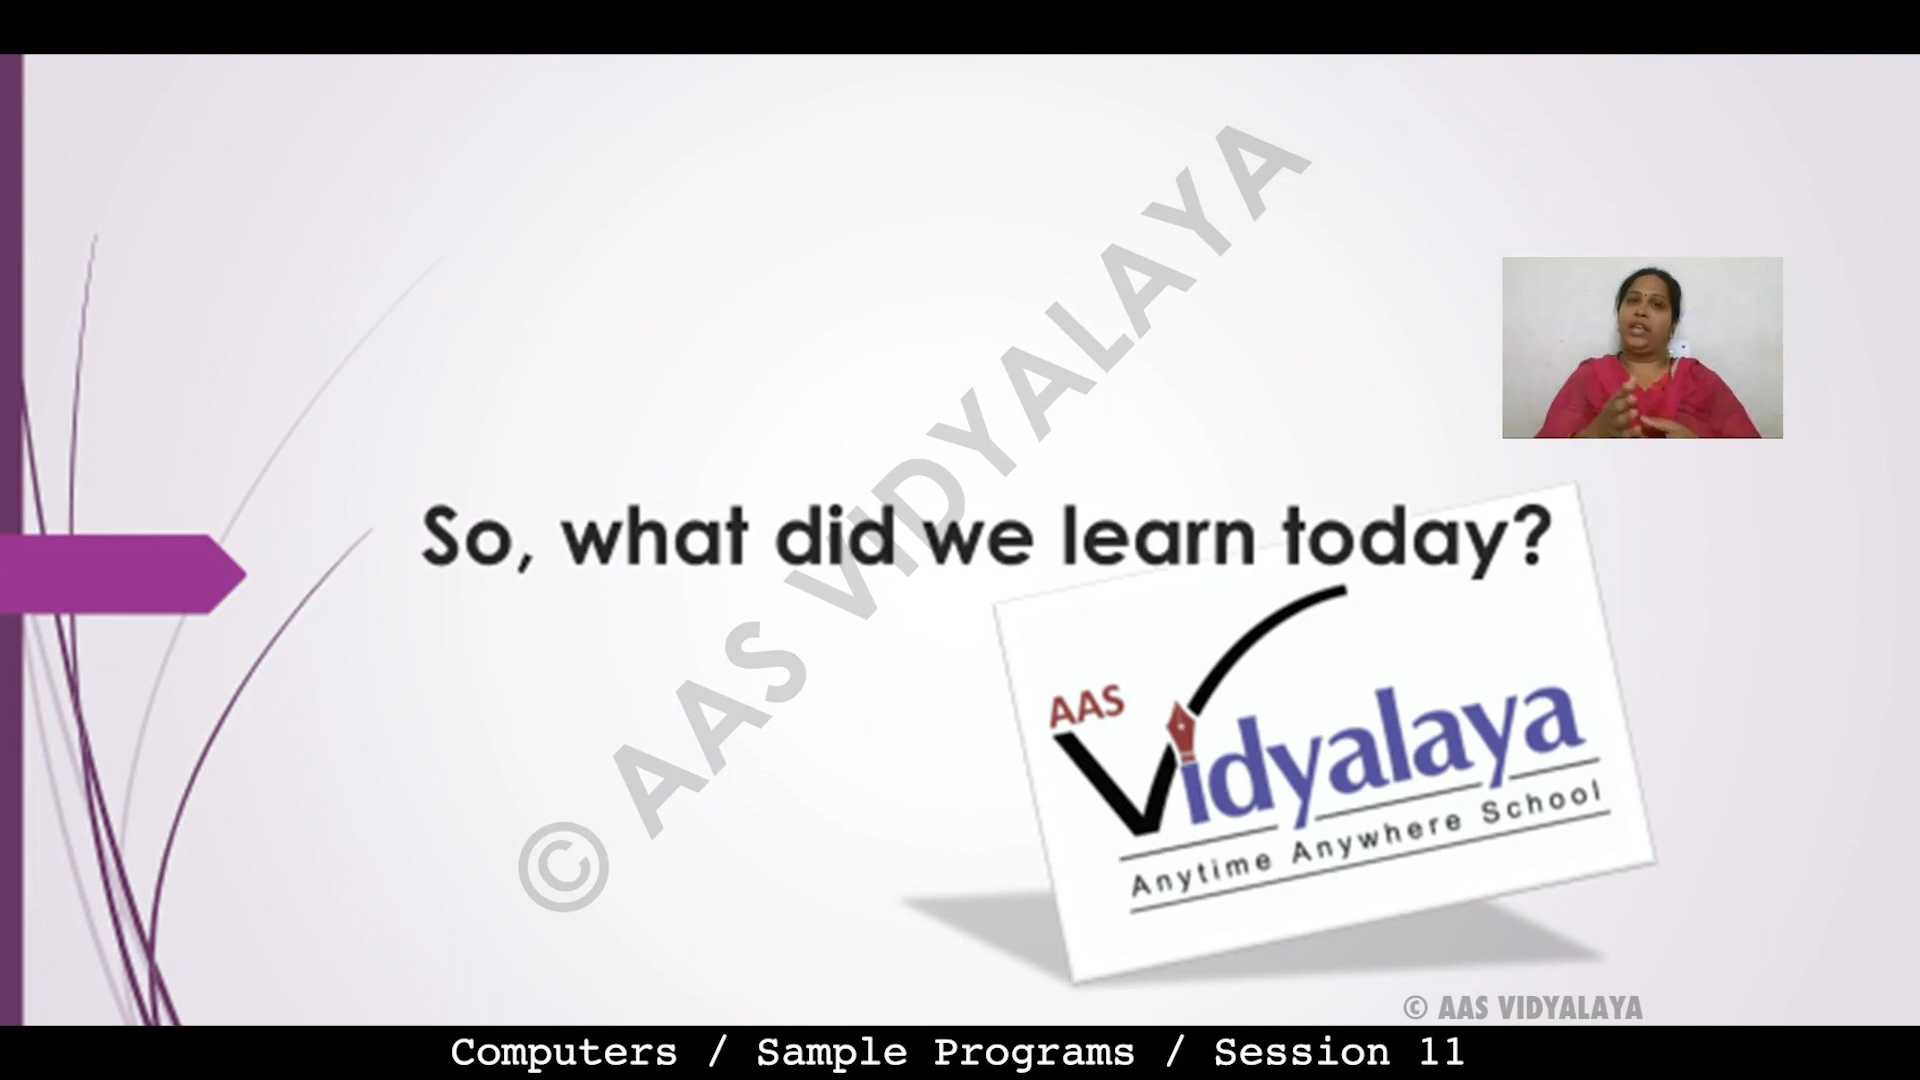 © AAS VIDYALAYA
So, what did we learn today?
AAS
Vidyalaya
Anytime Anywhere School
© AAS VIDYALAYA
Computers / Sample Programs / Session 11